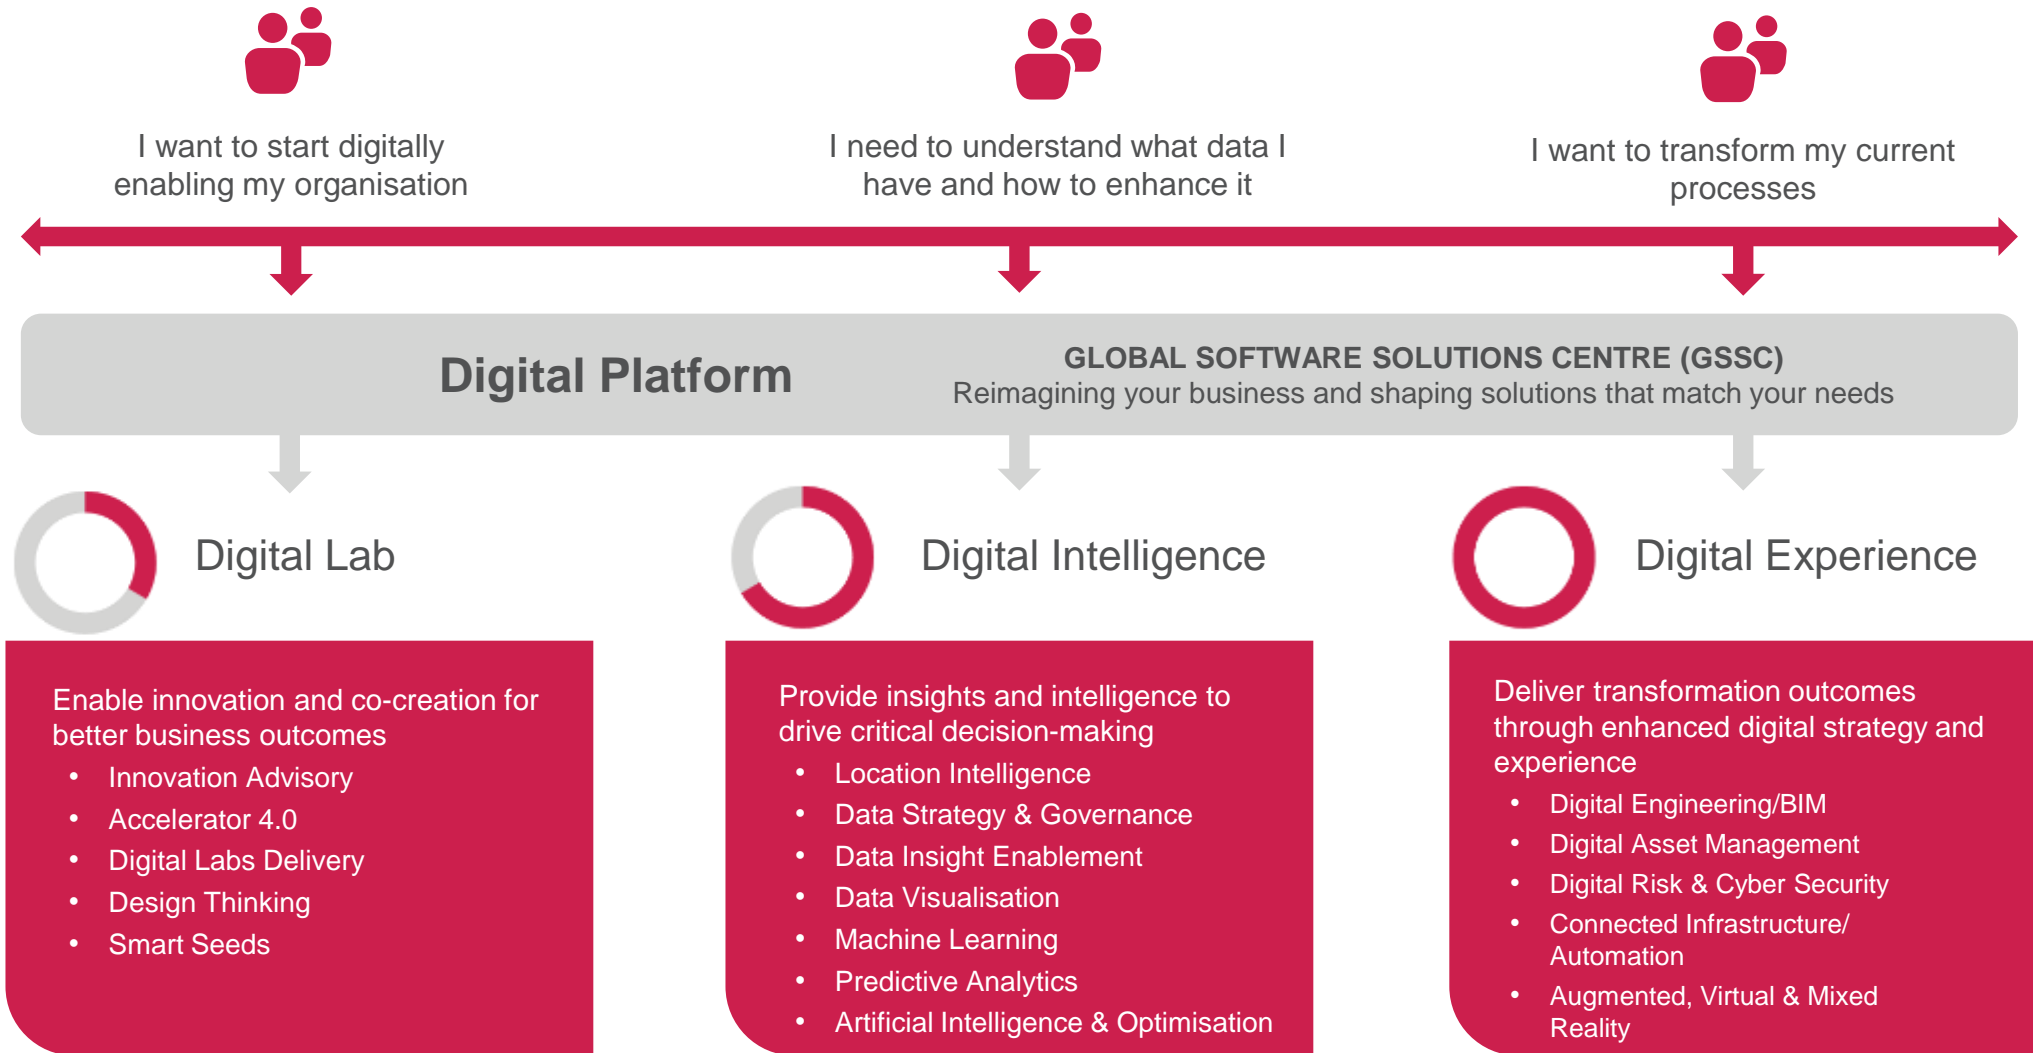 I want to start digitally
enabling my organisation
I need to understand what data I
have and how to enhance it
I want to transform my current
processes
Digital Platform
GLOBAL SOFTWARE SOLUTIONS CENTRE (GSSC)
Reimagining your business and shaping solutions that match your needs
Digital Lab
Enable innovation and co-creation for
better business outcomes
• Innovation Advisory
• Accelerator 4.0
• Digital Labs Delivery
• Design Thinking
• Smart Seeds
Digital Intelligence
Provide insights and intelligence to
drive critical decision-making
• Location Intelligence
• Data Strategy & Governance
• Data Insight Enablement
• Data Visualisation
• Machine Learning
• Predictive Analytics
• Artificial Intelligence & Optimisation
Digital Experience
Deliver transformation outcomes
through enhanced digital strategy and
experience
• Digital Engineering/BIM
• Digital Asset Management
• Digital Risk & Cyber Security
• Connected Infrastructure/
Automation
• Augmented, Virtual & Mixed
Reality